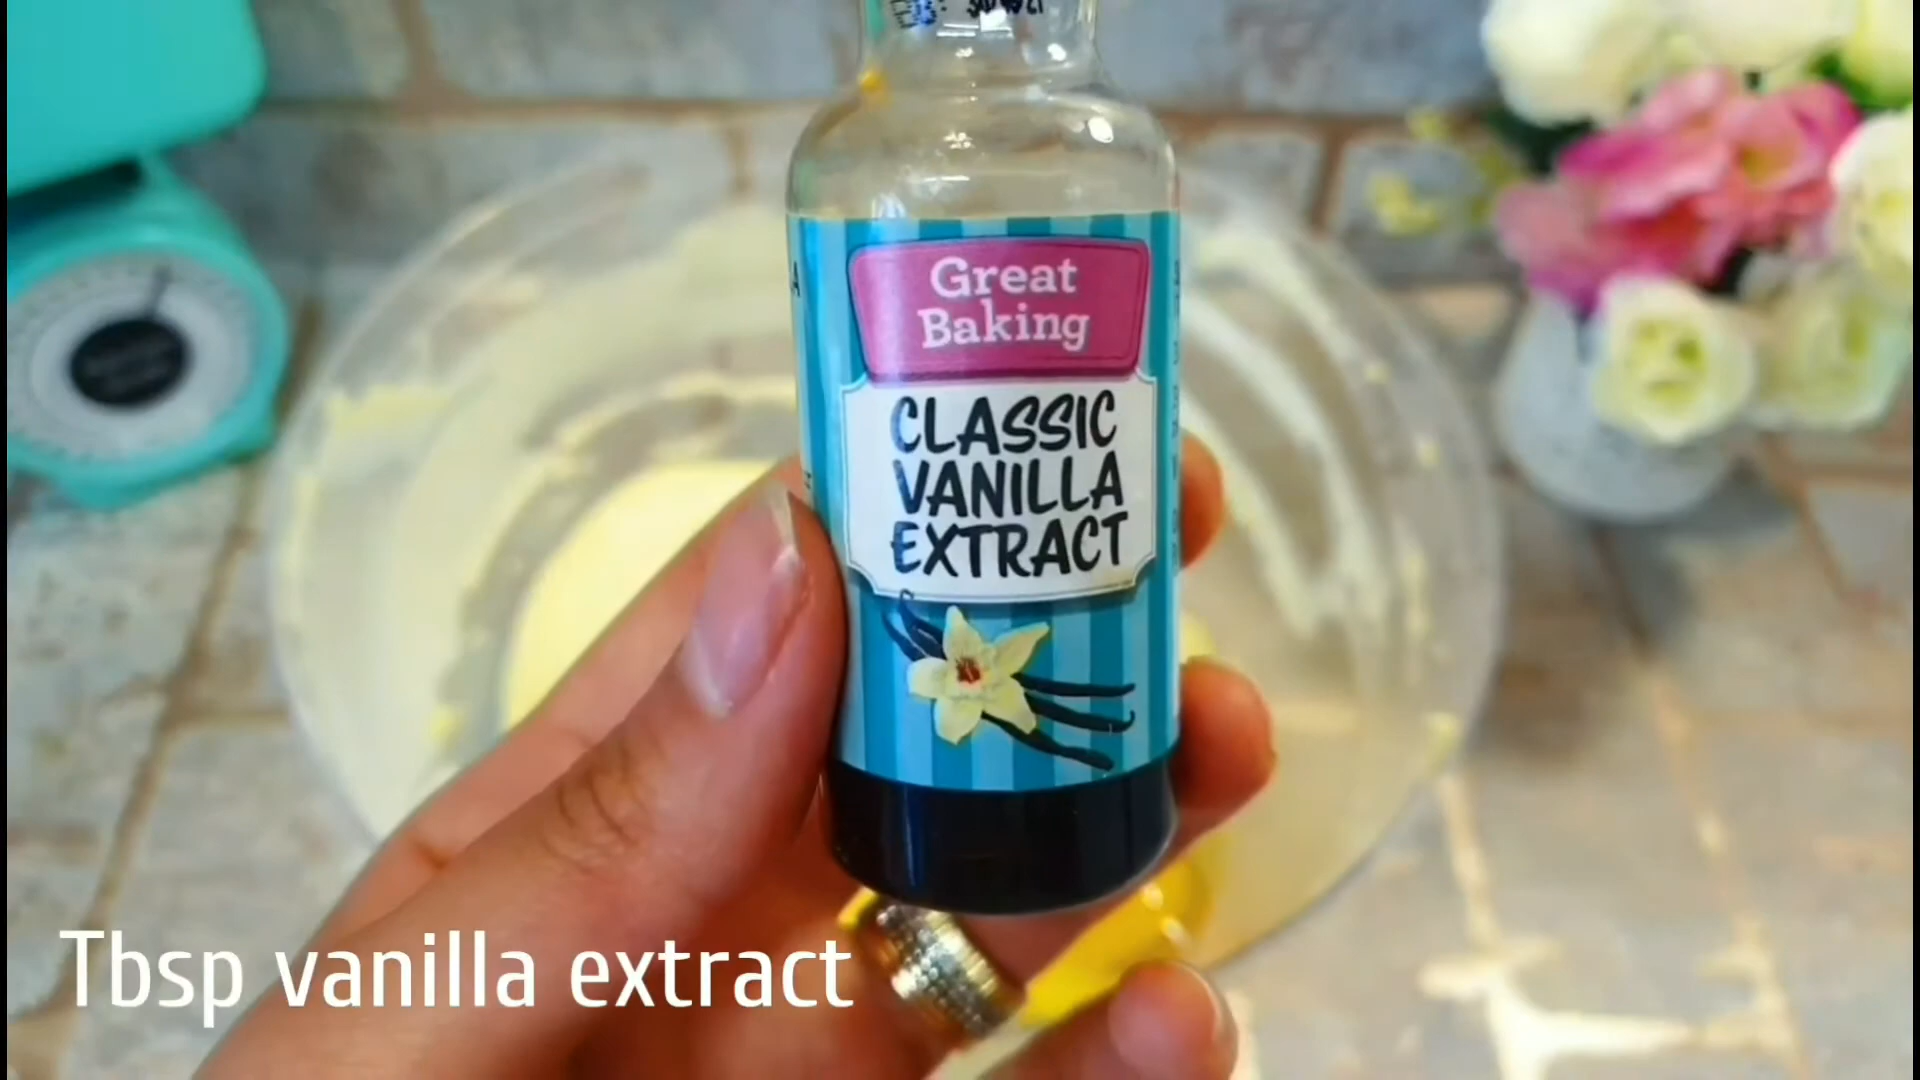 Great
Baking
CLASSIC
VANILLA
EXTRACT
Tbsp vanilla extract